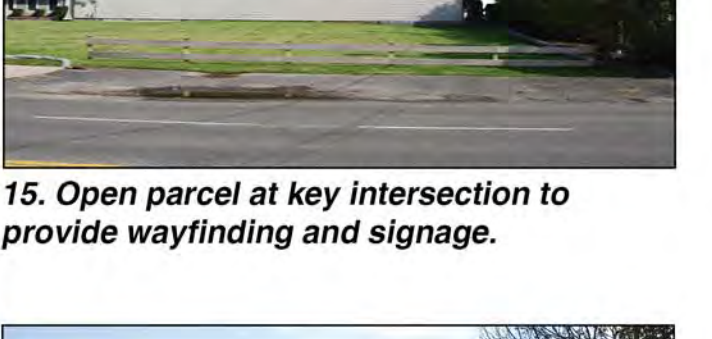 15. Open parcel at key intersection to
provide wayfinding and signage.